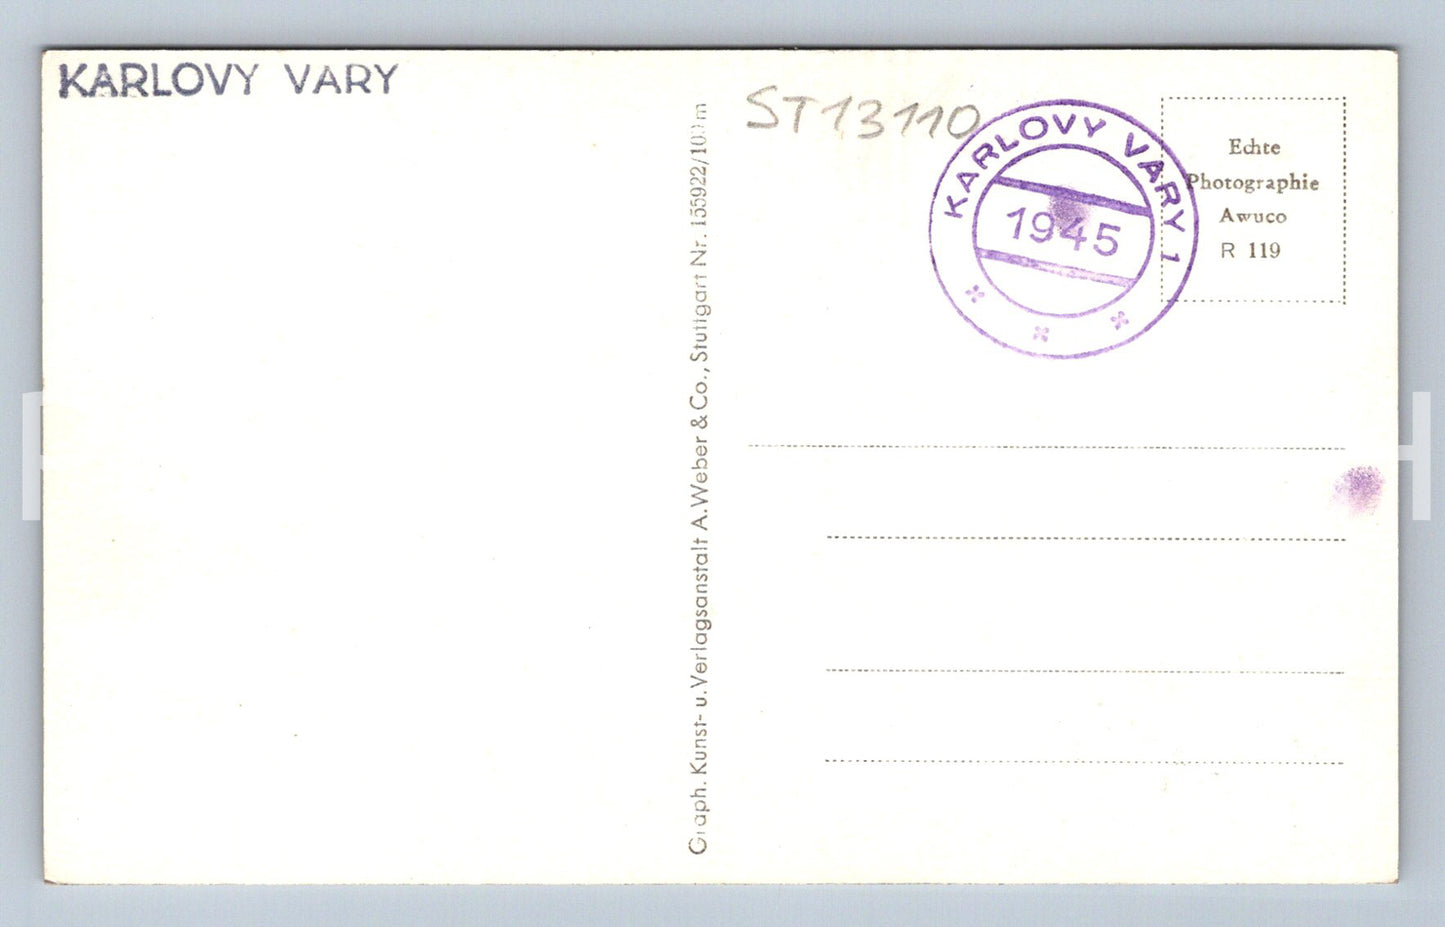 KARLOVY VARY
Graph. Kunst- u. Verlagsanstalt A. Weber & Co., Stuttgart Nr. 155922/100m
ST13110
KARLOVY VARY 1
1945
Echte
Photographie
Awuco
R 119